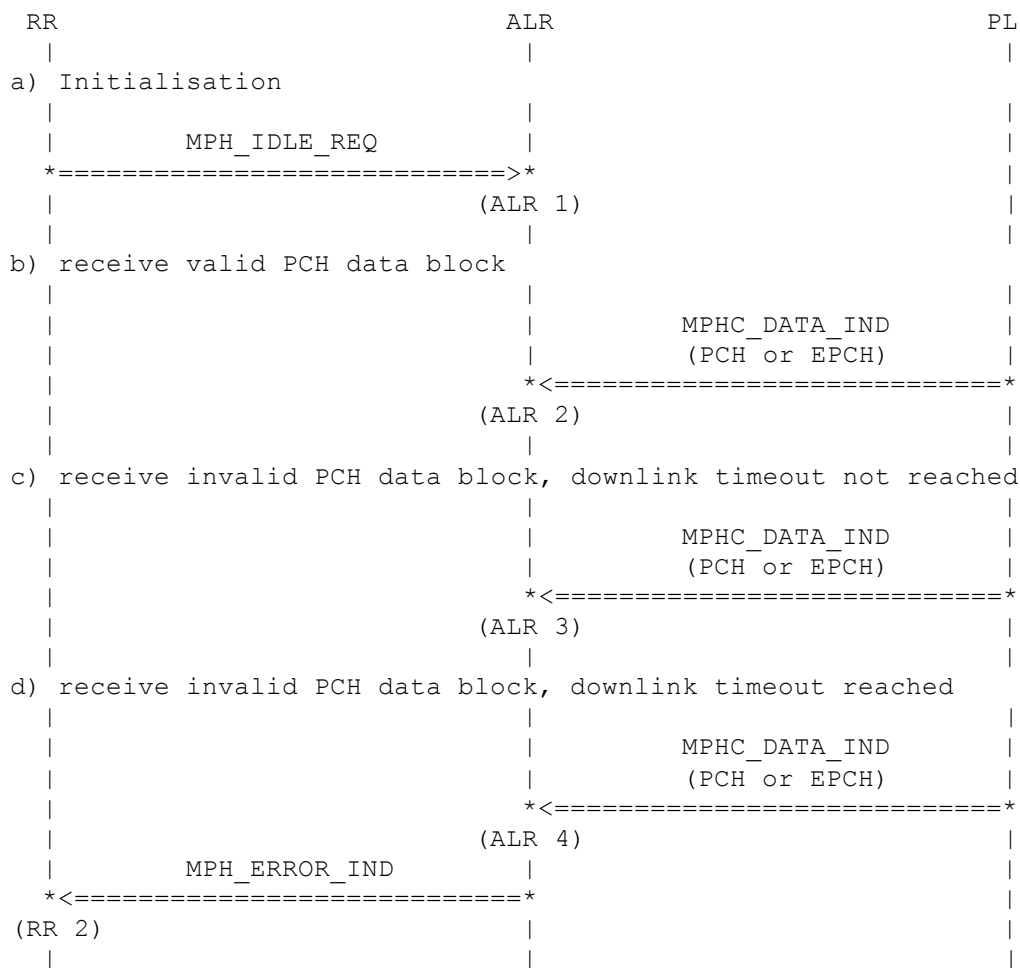 RR ALR PL
a) Initialisation
MPH_IDLE_REQ
*============================>*
(ALR 1)
b) receive valid PCH data block
MPHC_DATA_IND
(PCH or EPCH)
*<============================*
(ALR 2)
c) receive invalid PCH data block, downlink timeout not reached
MPHC_DATA_IND
(PCH or EPCH)
*<============================*
(ALR 3)
d) receive invalid PCH data block, downlink timeout reached
MPHC_DATA_IND
(PCH or EPCH)
*<============================*
(ALR 4)
MPH_ERROR_IND
*<============================*
(RR 2)